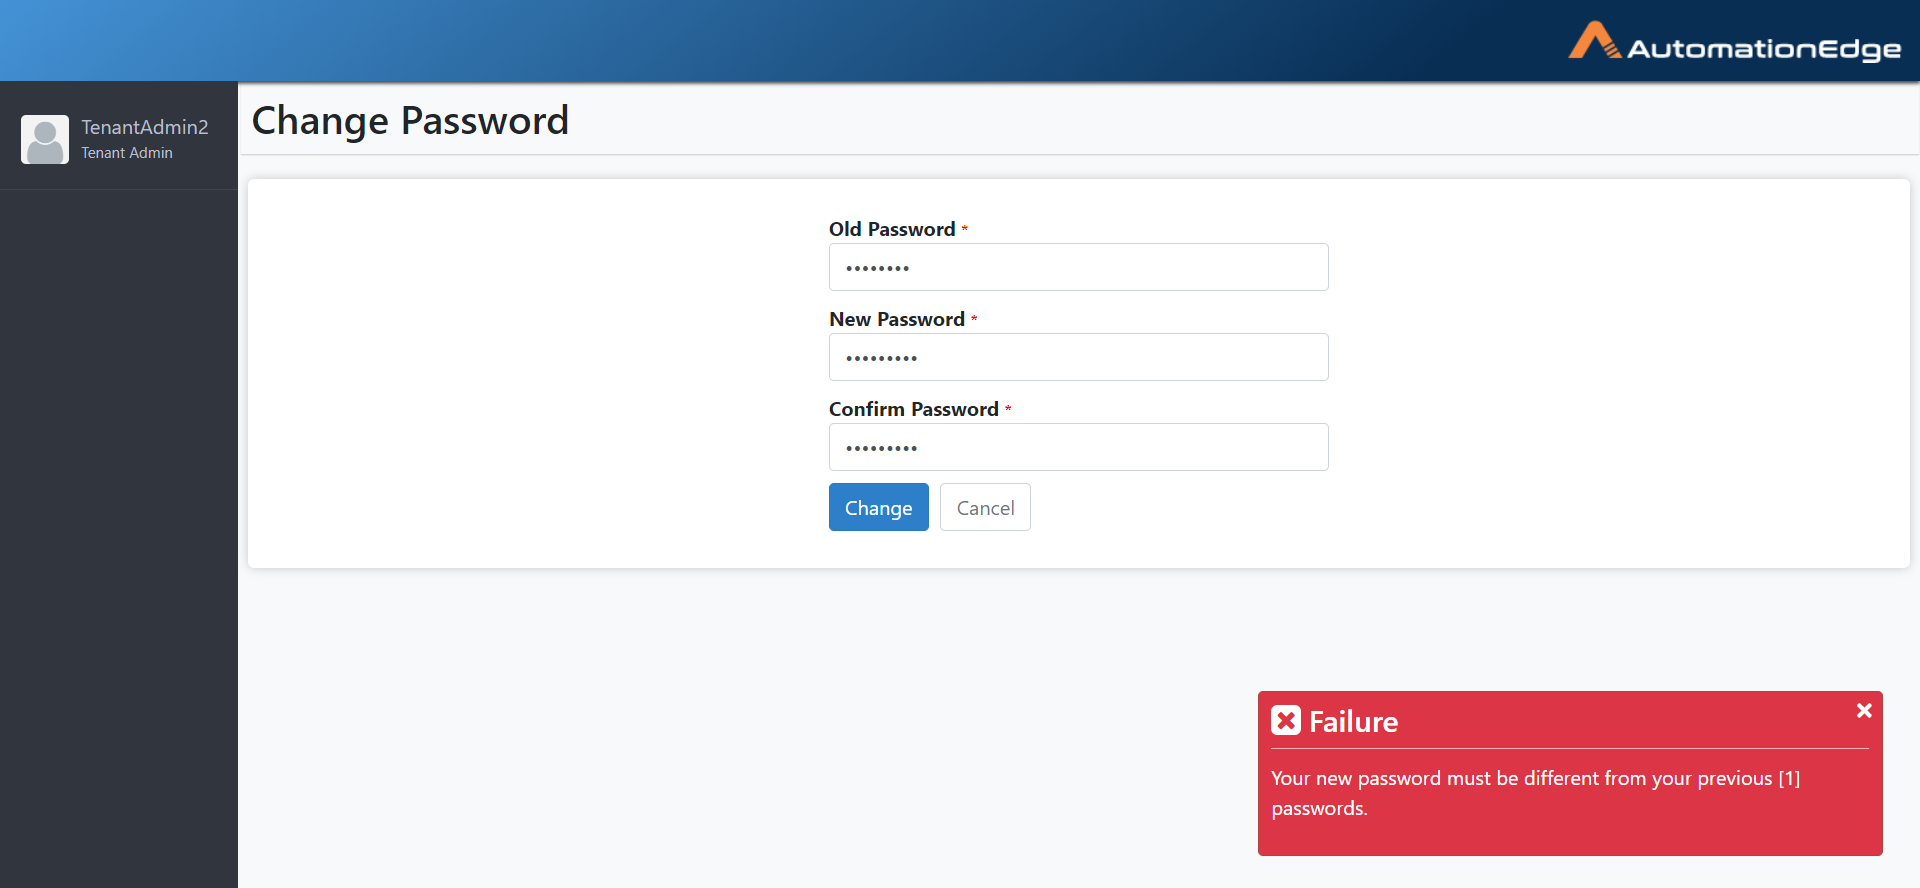 AutomationEdge
TenantAdmin2
Tenant Admin
Change Password
Old Password *
••••••••
New Password *
•••••••••
Confirm Password *
•••••••••
Change
Cancel
Failure
Your new password must be different from your previous [1]
passwords.